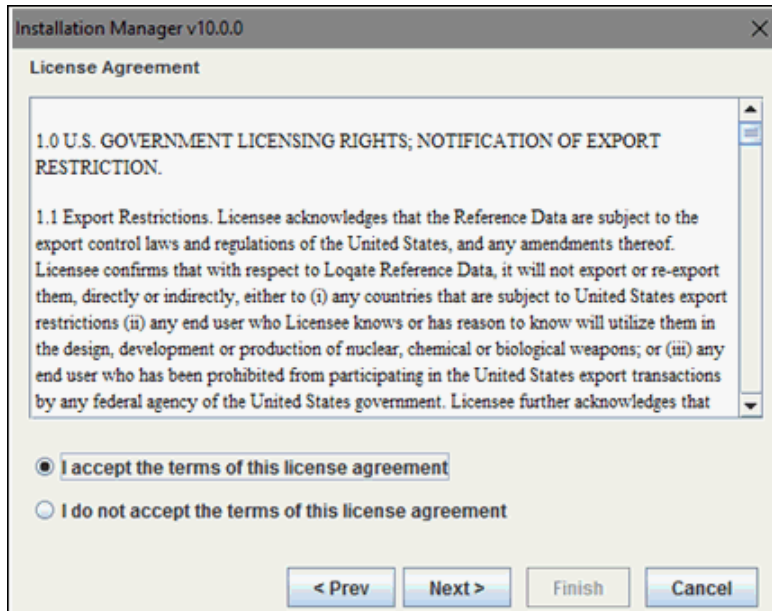 Installation Manager v10.0.0
License Agreement
1.0 U.S. GOVERNMENT LICENSING RIGHTS; NOTIFICATION OF EXPORT
RESTRICTION.
1.1 Export Restrictions. Licensee acknowledges that the Reference Data are subject to the
export control laws and regulations of the United States, and any amendments thereof.
Licensee confirms that with respect to Loqate Reference Data, it will not export or re-export
them, directly or indirectly, either to (i) any countries that are subject to United States export
restrictions (ii) any end user who Licensee knows or has reason to know will utilize them in
the design, development or production of nuclear, chemical or biological weapons; or (iii) any
end user who has been prohibited from participating in the United States export transactions
by any federal agency of the United States government. Licensee further acknowledges that
I accept the terms of this license agreement
I do not accept the terms of this license agreement
< Prev Next > Finish Cancel